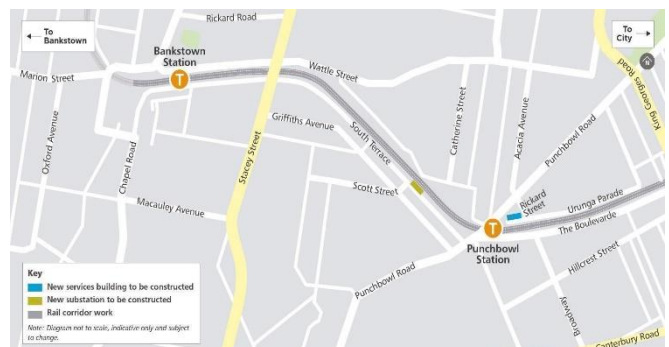 To
Bankstown
Rickard Road
To
City
Bankstown
Station
T
Marion Street
Wattle Street
King Georges Road
N
Oxford Avenue
Chapel Road
Stacey Street
Griffiths Avenue
South Terrace
Catherine Street
Acacia Avenue
Punchbowl Road
Scott Street
Macauley Avenue
Rickard
Street
Urunga Parade
The Boulevarde
T
Punchbowl
Station
Punchbowl Road
Hillcrest Street
Broadway
Canterbury Road
Key
New services building to be constructed
New substation to be constructed
Rail corridor work
Note: Diagram not to scale, indicative only and subject
to change.